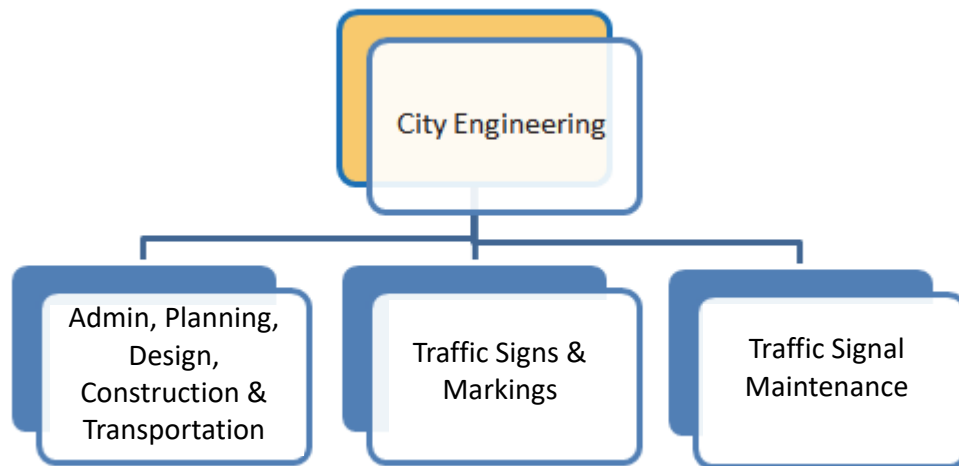 City Engineering
Admin, Planning,
Design,
Construction &
Transportation
Traffic Signs &
Markings
Traffic Signal
Maintenance